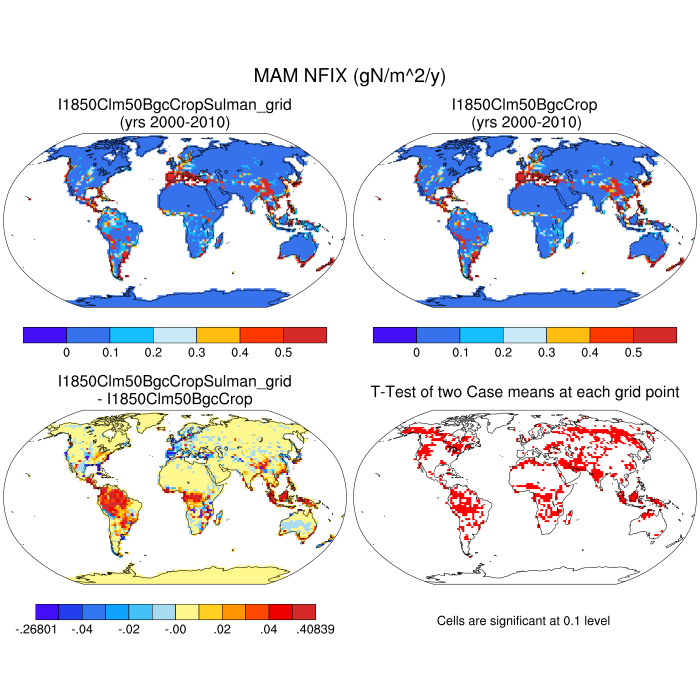 MAM NFIX (gN/m^2/y)
I1850Clm50BgcCropSulman_grid
(yrs 2000-2010)
I1850Clm50BgcCrop
(yrs 2000-2010)
0 0.1 0.2 0.3 0.4 0.5
0 0.1 0.2 0.3 0.4 0.5
I1850Clm50BgcCropSulman_grid
- I1850Clm50BgcCrop
T-Test of two Case means at each grid point
-.26801 -.04 -.02 -.00 .02 .04 .40839
Cells are significant at 0.1 level